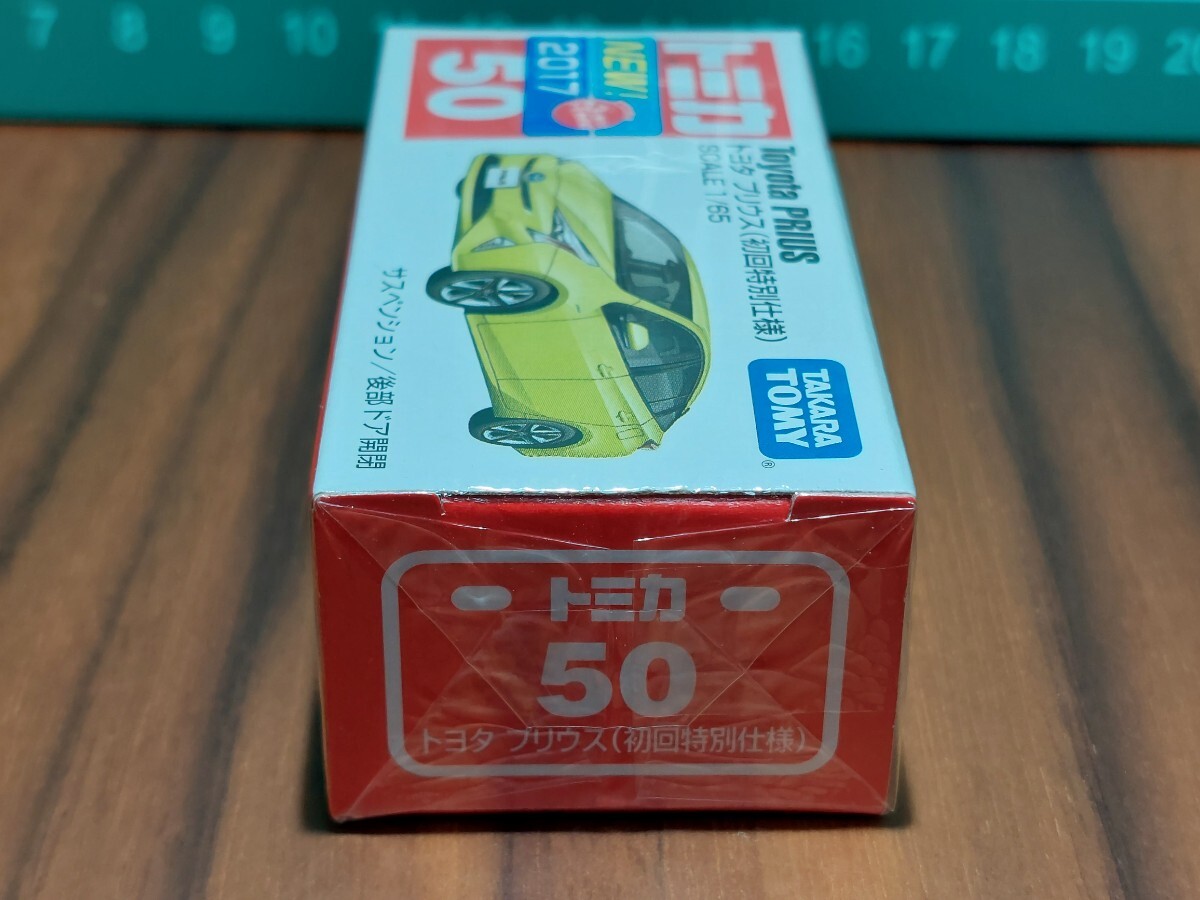 7 8 9 10 16 17 18 19 20
トミカ
NEW!
2017
50
Toyota PRIUS
トヨタ プリウス(初回特別仕様)
SCALE 1/65
サスペンション/後部ドア開閉
TAKARA
TOMY
®
トミカ
50
トヨタ プリウス(初回特別仕様)